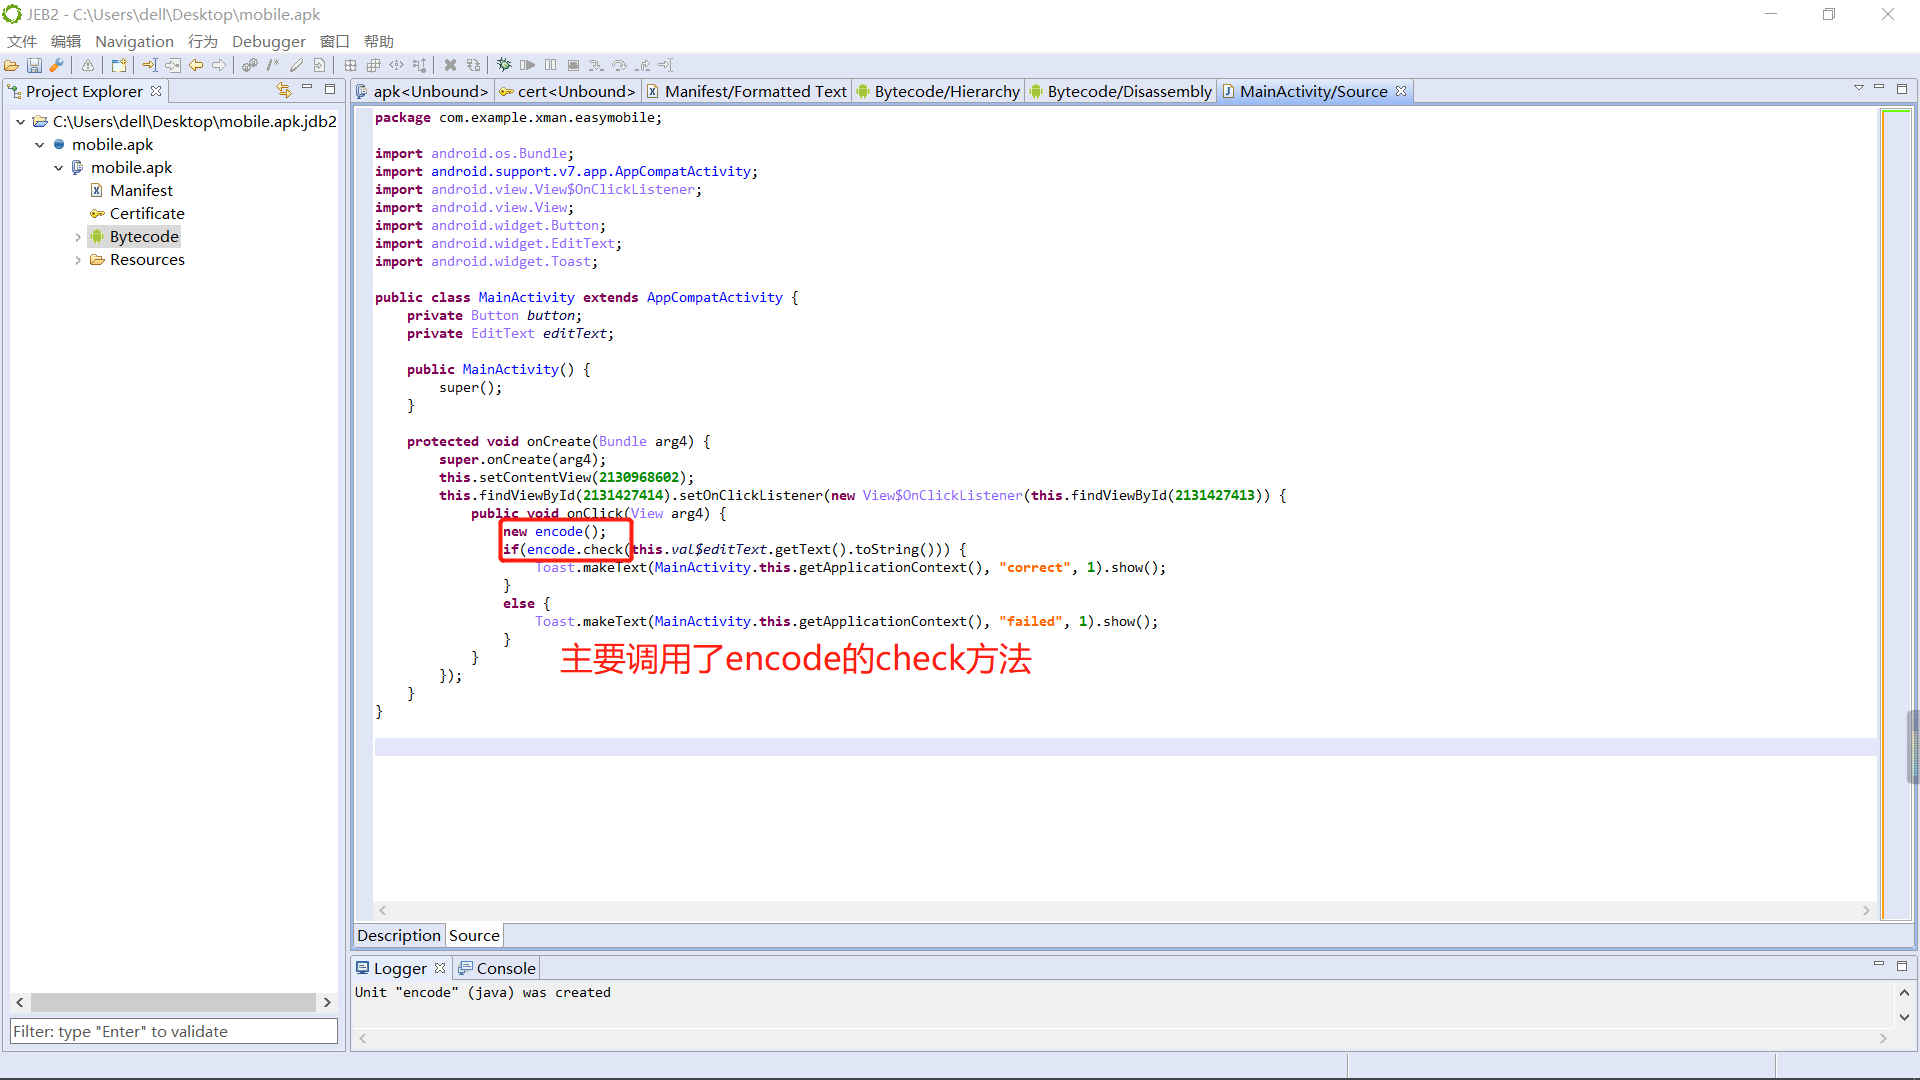 JEB2 - C:\Users\dell\Desktop\mobile.apk
文件 编辑 Navigation 行为 Debugger 窗口 帮助
Project Explorer
C:\Users\dell\Desktop\mobile.apk.jdb2
mobile.apk
mobile.apk
Manifest
Certificate
Bytecode
Resources
Filter: type "Enter" to validate
apk<Unbound> cert<Unbound> Manifest/Formatted Text Bytecode/Hierarchy Bytecode/Disassembly MainActivity/Source
package com.example.xman.easymobile;
import android.os.Bundle;
import android.support.v7.app.AppCompatActivity;
import android.view.View$OnClickListener;
import android.view.View;
import android.widget.Button;
import android.widget.EditText;
import android.widget.Toast;
public class MainActivity extends AppCompatActivity {
    private Button button;
    private EditText editText;
    public MainActivity() {
        super();
    }
    protected void onCreate(Bundle arg4) {
        super.onCreate(arg4);
        this.setContentView(2130968602);
        this.findViewById(2131427414).setOnClickListener(new View$OnClickListener(this.findViewById(2131427413)) {
            public void onClick(View arg4) {
                new encode();
                if(encode.check(this.val$editText.getText().toString())) {
                    Toast.makeText(MainActivity.this.getApplicationContext(), "correct", 1).show();
                }
                else {
                    Toast.makeText(MainActivity.this.getApplicationContext(), "failed", 1).show();
                }
            }
        });
    }
}
主要调用了encode的check方法
Description Source
Logger Console
Unit "encode" (java) was created